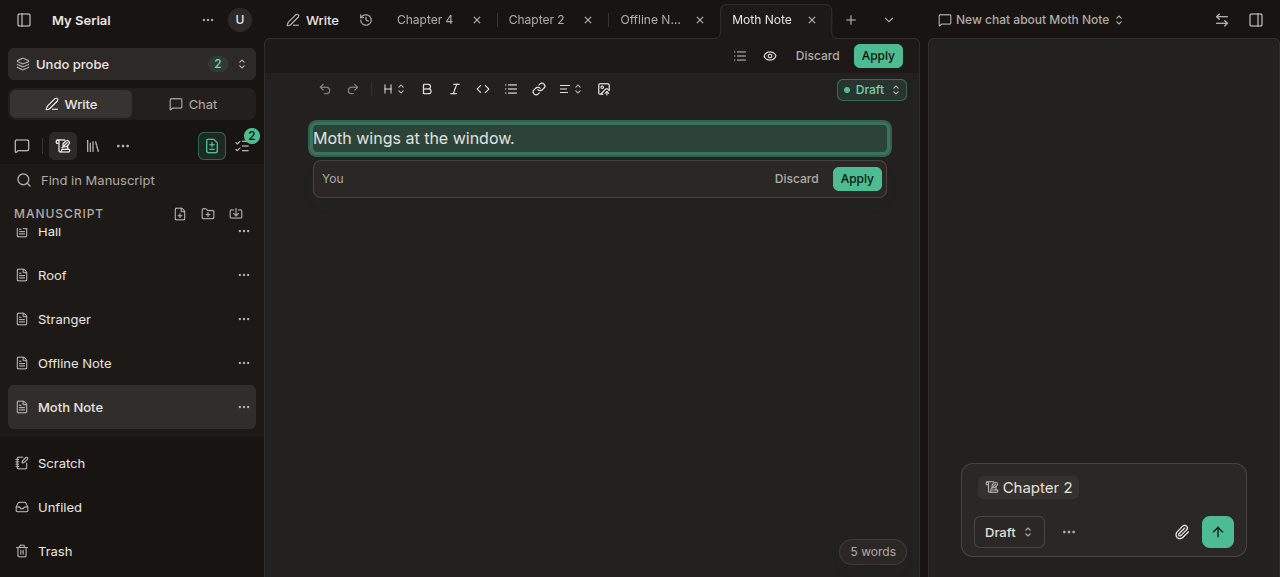 My Serial
U
Undo probe
2
Write
Chat
2
Find in Manuscript
MANUSCRIPT
Hall
Roof
Stranger
Offline Note
Moth Note
Scratch
Unfiled
Trash
Write
Chapter 4
Chapter 2
Offline N...
Moth Note
Discard
Apply
H
B
I
Draft
Moth wings at the window.
You
Discard
Apply
5 words
New chat about Moth Note
Chapter 2
Draft